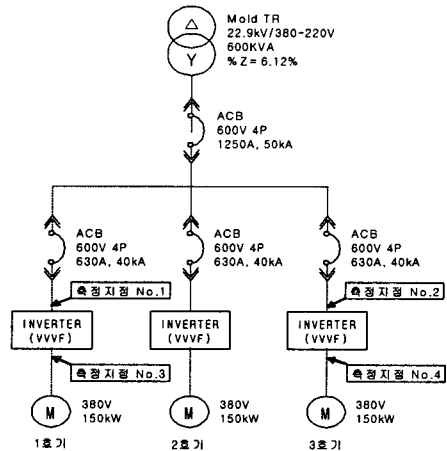 Mold TR
22.9kV/380-220V
600KVA
%Z= 6.12%
△
Y
ACB
600V 4P
1250A, 50kA
ACB
600V 4P
630A, 40kA
ACB
600V 4P
630A, 40kA
ACB
600V 4P
630A, 40kA
측정지점 No.1
측정지점 No.2
INVERTER
(VVVF)
INVERTER
(VVVF)
INVERTER
(VVVF)
측정지점 No.3
측정지점 No.4
M
380V
150kW
M
380V
150kW
M
380V
150kW
1호기
2호기
3호기